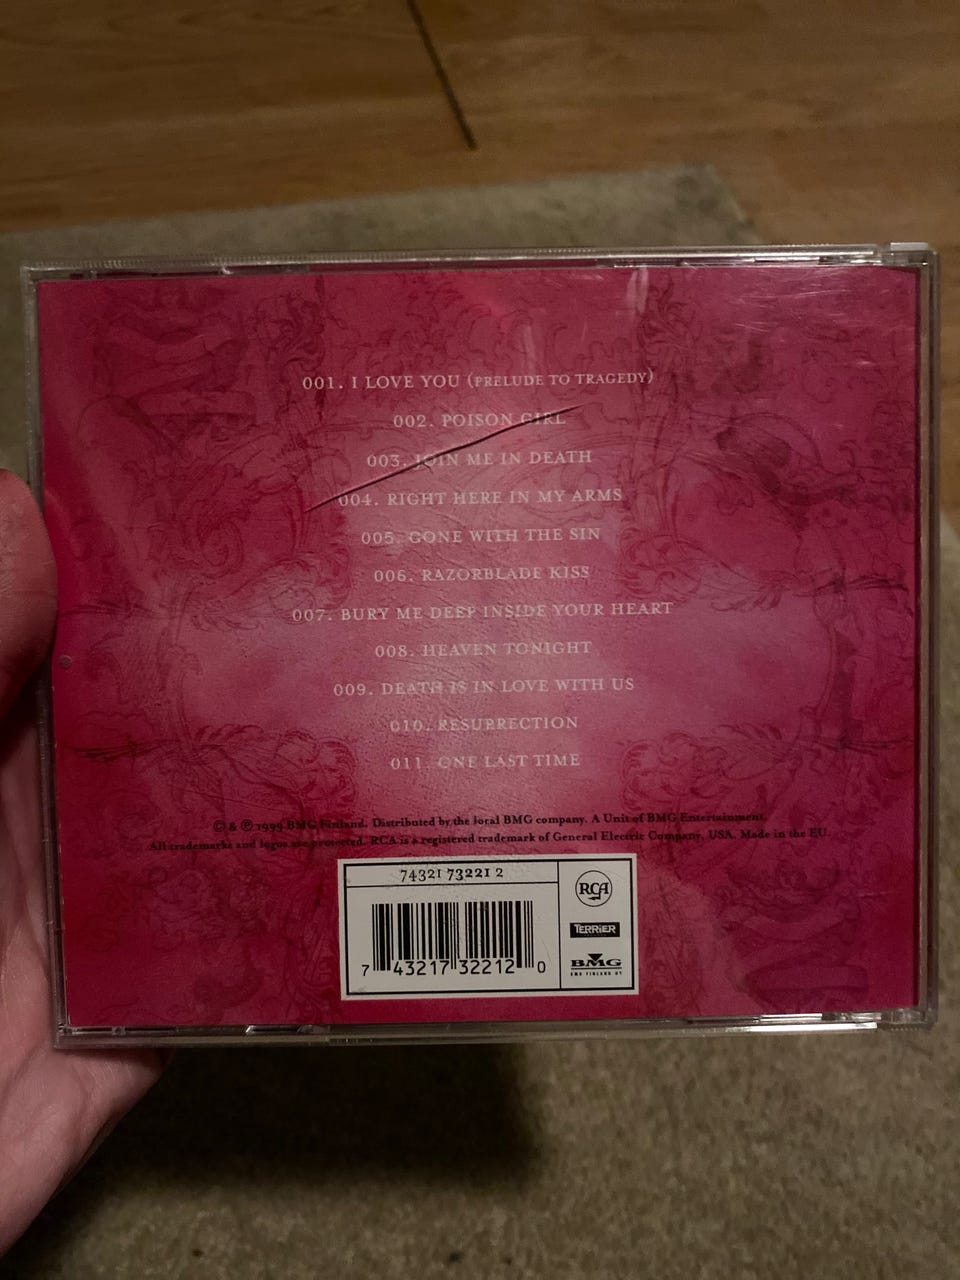 001. I LOVE YOU (PRELUDE TO TRAGEDY)
002. POISON GIRL
003. JOIN ME IN DEATH
004. RIGHT HERE IN MY ARMS
005. GONE WITH THE SIN
006. RAZORBLADE KISS
007. BURY ME DEEP INSIDE YOUR HEART
008. HEAVEN TONIGHT
009. DEATH IS IN LOVE WITH US
010. RESURRECTION
011. ONE LAST TIME
© & ℗ 1999 BMG Finland. Distributed by the local BMG company. A Unit of BMG Entertainment.
All trademarks and logos are protected. RCA is a registered trademark of General Electric Company, USA. Made in the EU.
74321 73221 2
7 43217 32212 0
RCA
TERRIER
BMG
BMG FINLAND OY